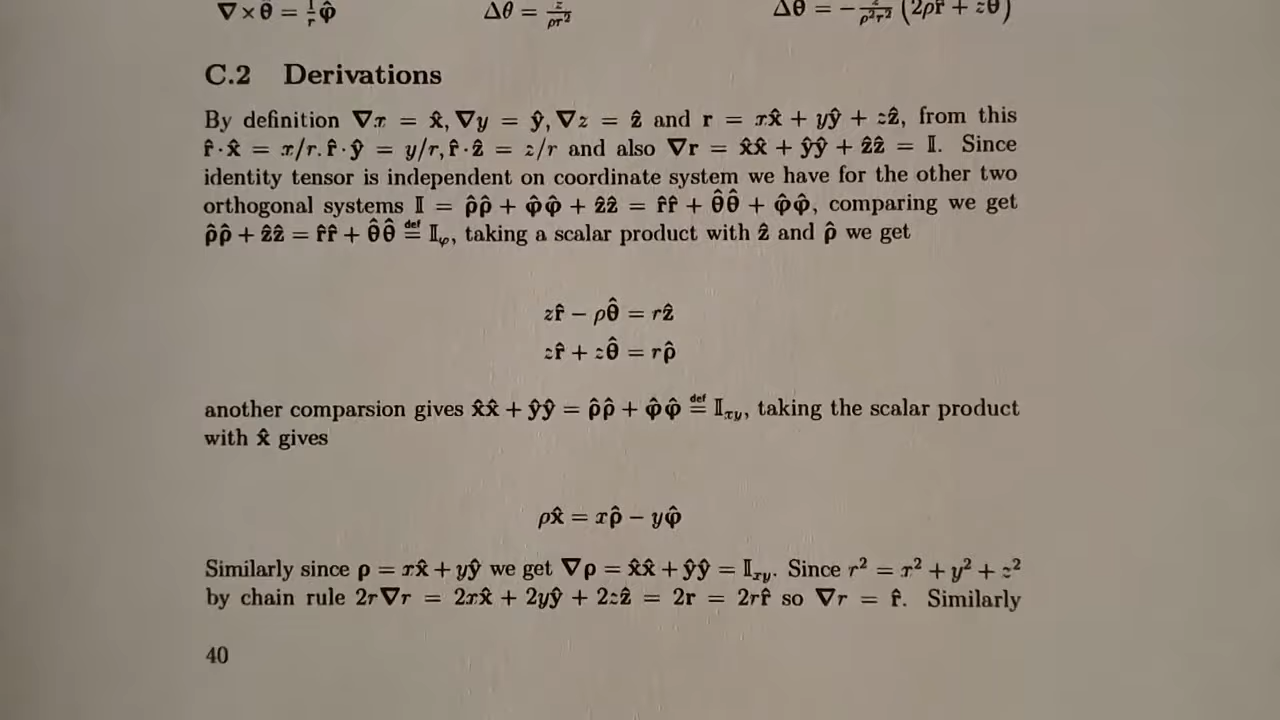 ∇ × θ̂ = 1/r φ̂    Δθ = z/ρr²    Δθ̂ = − z/ρ²r² (2ρr̂ + zθ̂)
C.2 Derivations
By definition ∇x = x̂, ∇y = ŷ, ∇z = ẑ and r = xx̂ + yŷ + zẑ, from this
r̂·x̂ = x/r. r̂·ŷ = y/r, r̂·ẑ = z/r and also ∇r = x̂x̂ + ŷŷ + ẑẑ = 𝕀. Since
identity tensor is independent on coordinate system we have for the other two
orthogonal systems 𝕀 = ρ̂ρ̂ + φ̂φ̂ + ẑẑ = r̂r̂ + θ̂θ̂ + φ̂φ̂, comparing we get
ρ̂ρ̂ + ẑẑ = r̂r̂ + θ̂θ̂ ≝ 𝕀_φ, taking a scalar product with ẑ and ρ̂ we get
zr̂ − ρθ̂ = rẑ
zr̂ + zθ̂ = rρ̂
another comparsion gives x̂x̂ + ŷŷ = ρ̂ρ̂ + φ̂φ̂ ≝ 𝕀_xy, taking the scalar product
with x̂ gives
ρx̂ = xρ̂ − yφ̂
Similarly since ρ = xx̂ + yŷ we get ∇ρ = x̂x̂ + ŷŷ = 𝕀_xy. Since r² = x² + y² + z²
by chain rule 2r∇r = 2xx̂ + 2yŷ + 2zẑ = 2r = 2rr̂ so ∇r = r̂. Similarly
40